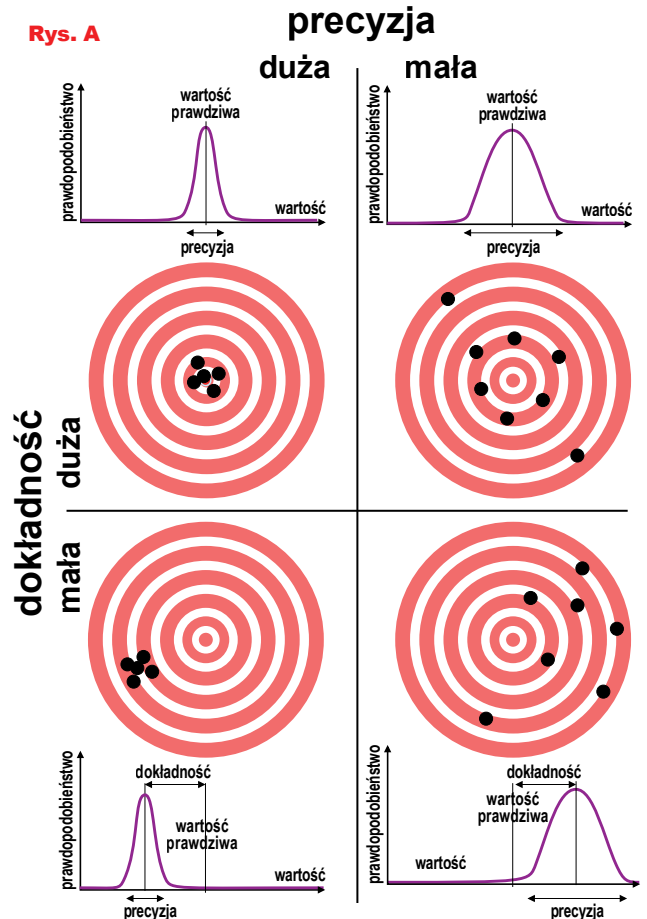 Rys. A
precyzja
duża
mała
prawdopodobieństwo
wartość
prawdziwa
wartość
precyzja
prawdopodobieństwo
wartość
prawdziwa
wartość
precyzja
dokładność
duża
mała
prawdopodobieństwo
dokładność
wartość
prawdziwa
wartość
precyzja
prawdopodobieństwo
dokładność
wartość
prawdziwa
wartość
precyzja